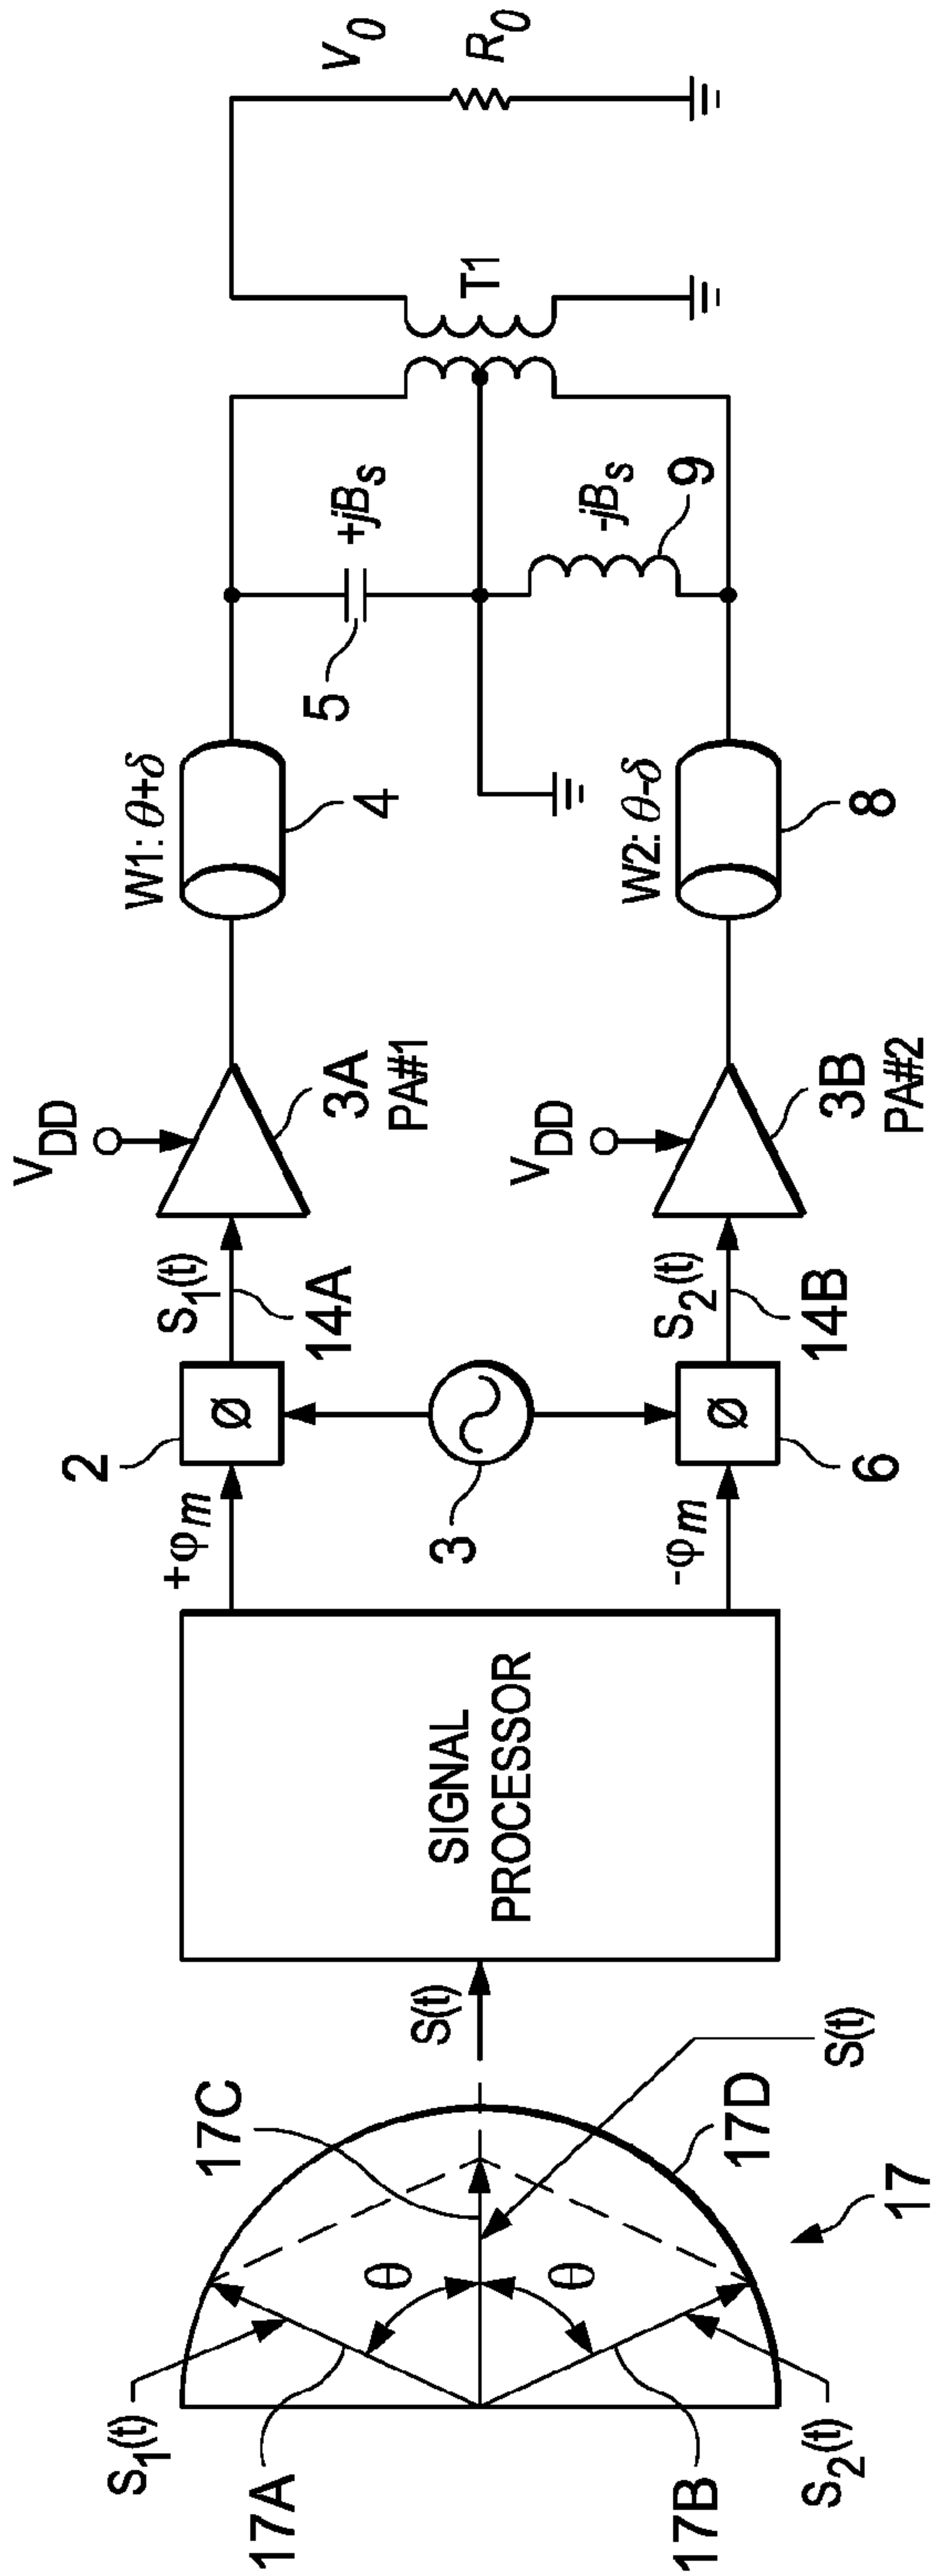 S₁(t)
17A
17B
S₂(t)
θ
θ
17C
17D
S(t)
17
S(t)
SIGNAL
PROCESSOR
+φm
-φm
2
Ø
3
Ø
6
S₁(t)
14A
S₂(t)
14B
VDD
3A
PA#1
VDD
3B
PA#2
W1: θ+δ
4
W2: θ-δ
8
5
+jBs
-jBs
9
T1
V0
R0